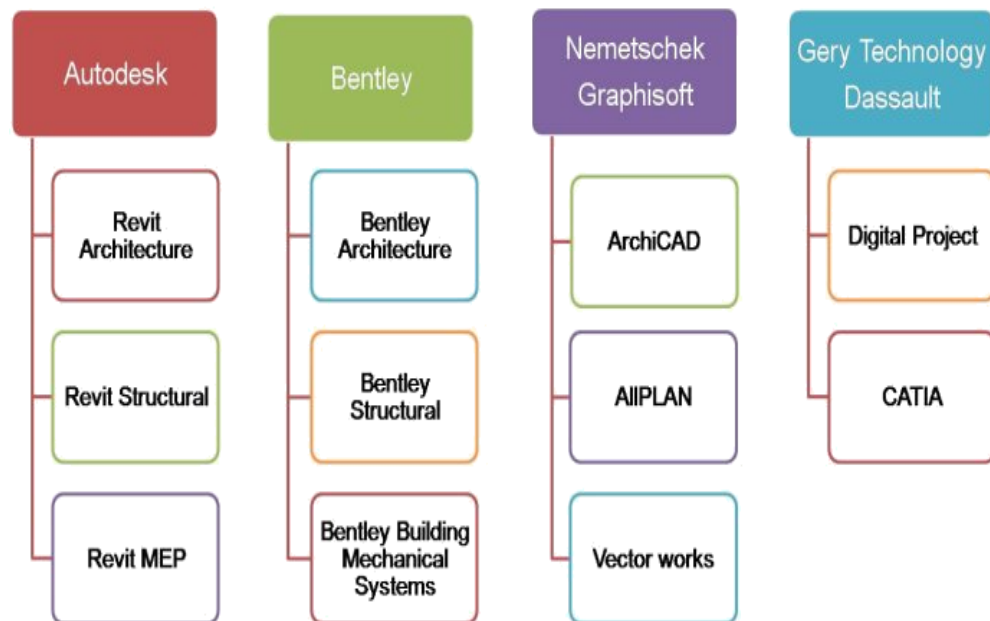 Autodesk
Revit
Architecture
Revit Structural
Revit MEP
Bentley
Bentley
Architecture
Bentley
Structural
Bentley Building
Mechanical
Systems
Nemetschek
Graphisoft
ArchiCAD
AllPLAN
Vector works
Gery Technology
Dassault
Digital Project
CATIA